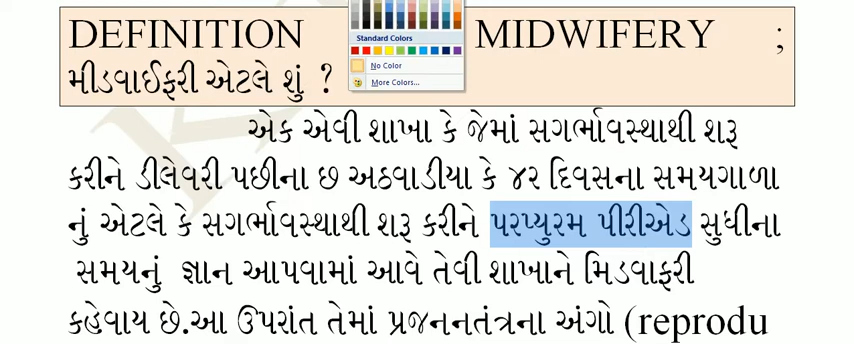 DEFINITION MIDWIFERY ;
મીડવાઈફરી એટલે શું ?
Standard Colors
No Color
More Colors...
એક એવી શાખા કે જેમાં સગર્ભાવસ્થાથી શરૂ
કરીને ડીલેવરી પછીના છ અઠવાડીયા કે ૪ર દિવસના સમયગાળા
નું એટલે કે સગર્ભાવસ્થાથી શરૂ કરીને પરપ્યુરમ પીરીએડ સુધીના
સમયનું જ્ઞાન આપવામાં આવે તેવી શાખાને મિડવાફરી
કહેવાય છે.આ ઉપરાંત તેમાં પ્રજનનતંત્રના અંગો (reprodu